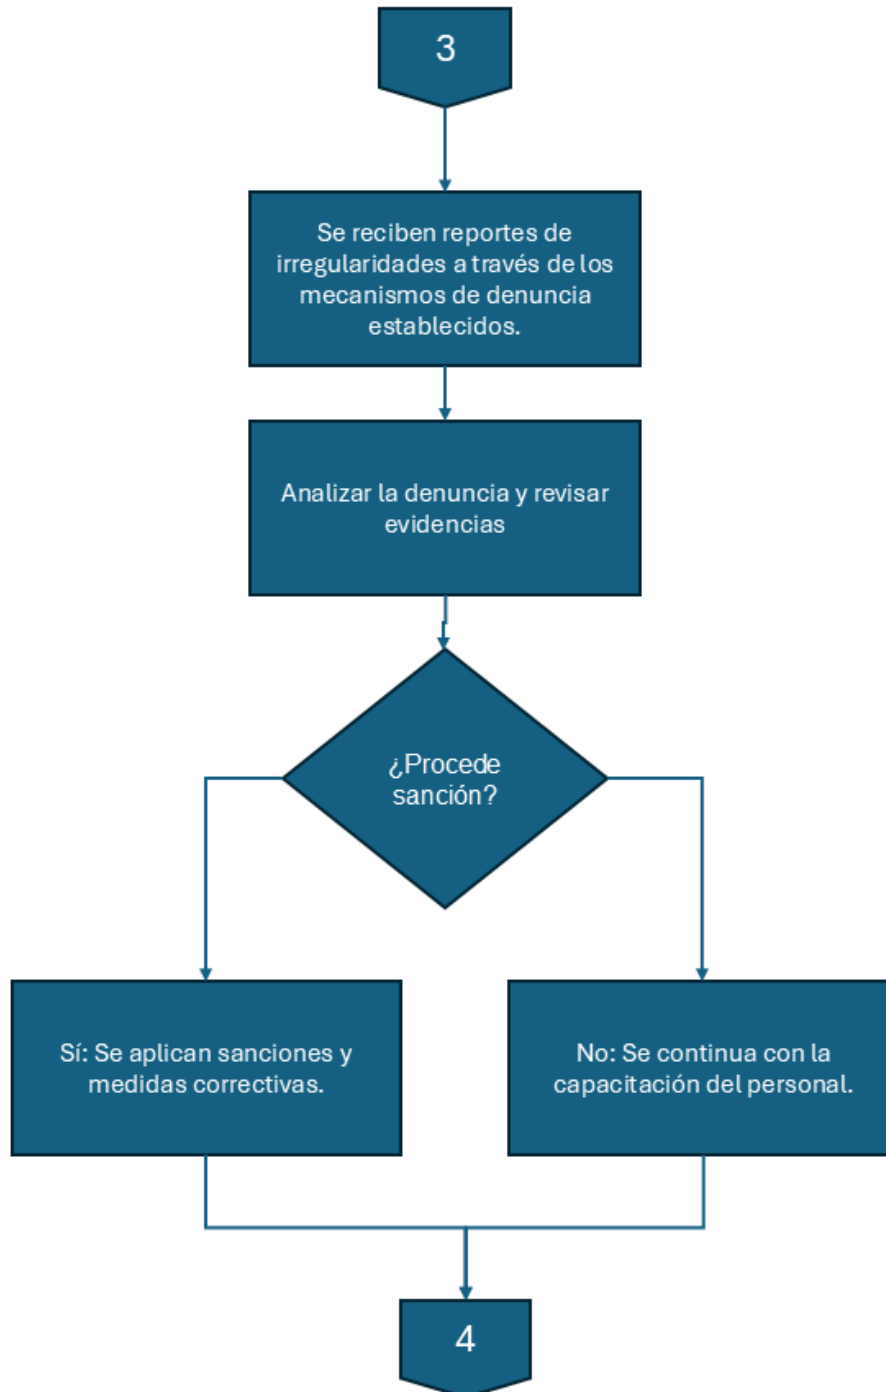 3
Se reciben reportes de
irregularidades a través de los
mecanismos de denuncia
establecidos.
Analizar la denuncia y revisar
evidencias
¿Procede
sanción?
Sí: Se aplican sanciones y
medidas correctivas.
No: Se continua con la
capacitación del personal.
4